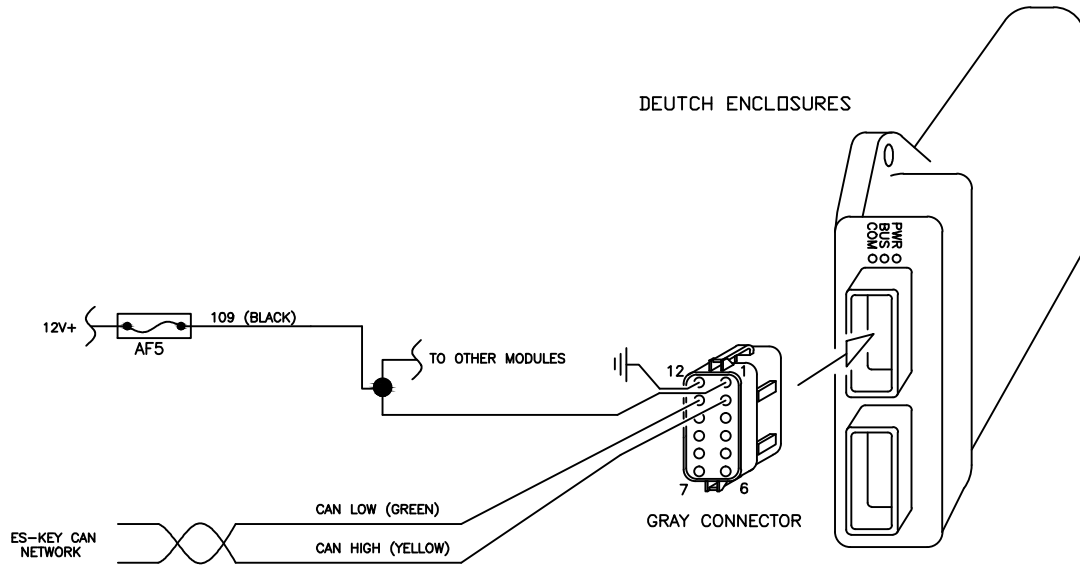 DEUTCH ENCLOSURES
PWR
BUS
COM
109 (BLACK)
12V+
AF5
TO OTHER MODULES
12
1
7
6
GRAY CONNECTOR
CAN LOW (GREEN)
ES-KEY CAN
NETWORK
CAN HIGH (YELLOW)